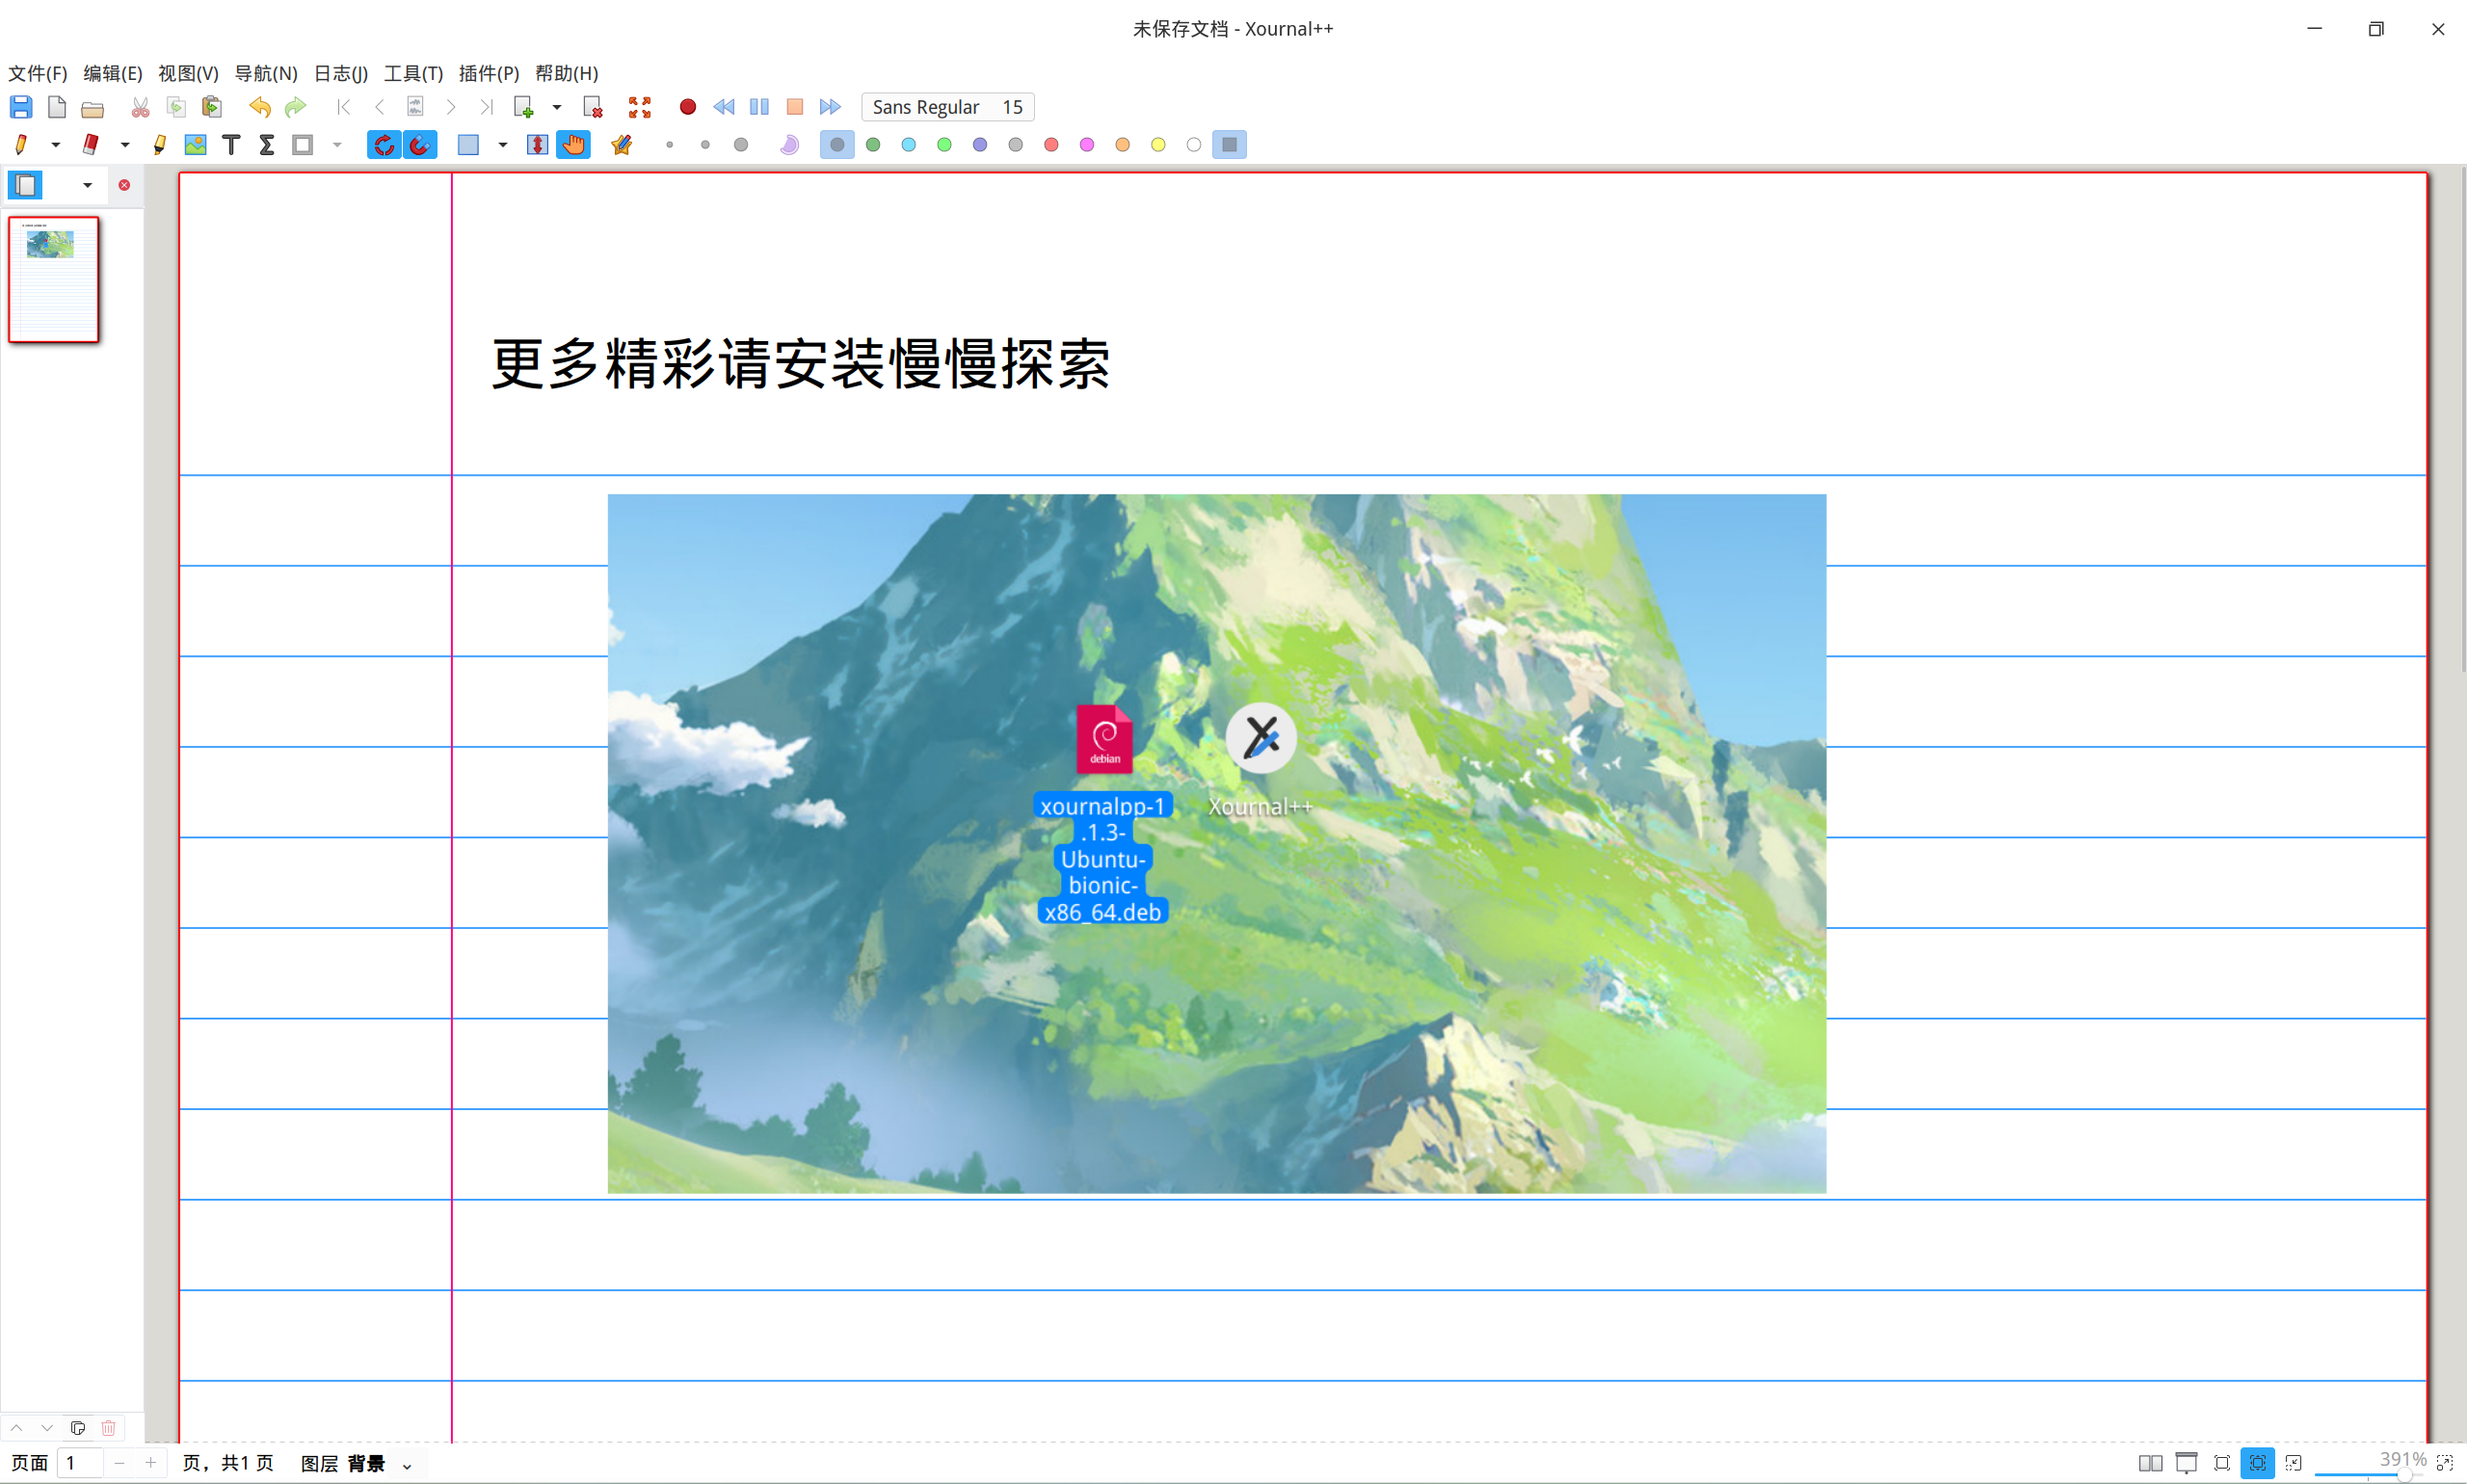 未保存文档 - Xournal++
文件(F) 编辑(E) 视图(V) 导航(N) 日志(J) 工具(T) 插件(P) 帮助(H)
Sans Regular 15
更多精彩请安装慢慢探索
debian
xournalpp-1
.1.3-
Ubuntu-
bionic-
x86_64.deb
Xournal++
页面 1 页，共1 页 图层 背景
391%